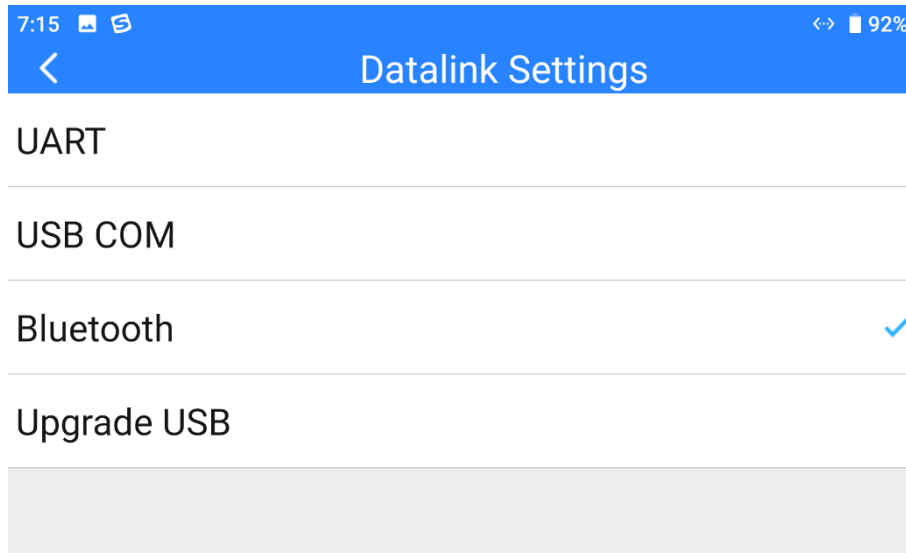 7:15 92%
Datalink Settings
UART
USB COM
Bluetooth
Upgrade USB